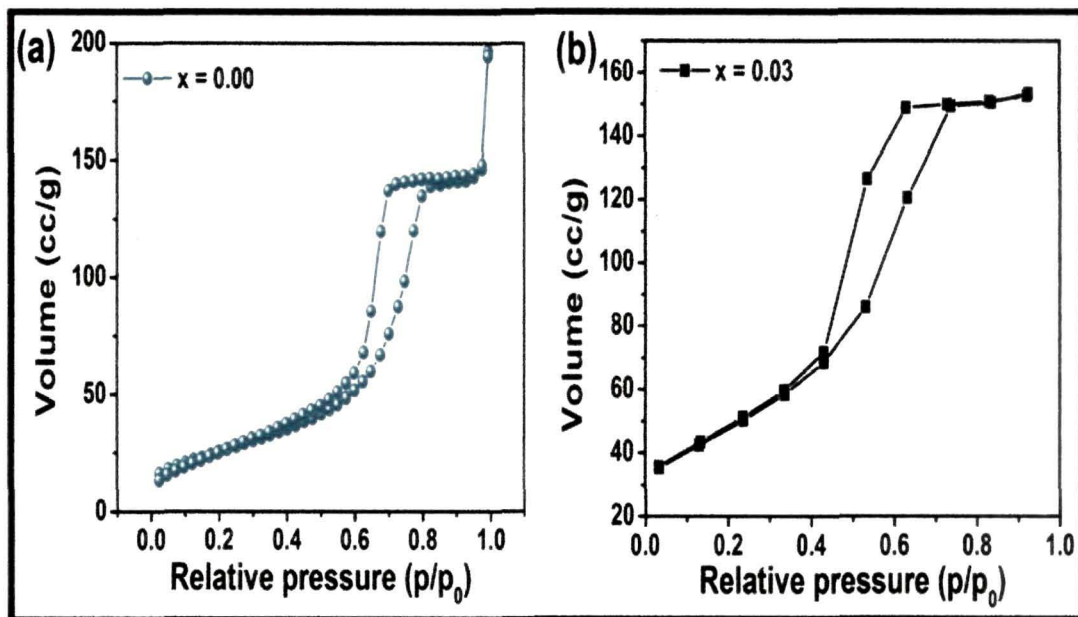 (a)
x = 0.00
200
150
100
50
0
0.0 0.2 0.4 0.6 0.8 1.0
Volume (cc/g)
Relative pressure (p/p₀)
(b)
x = 0.03
160
140
120
100
80
60
40
20
0.0 0.2 0.4 0.6 0.8 1.0
Volume (cc/g)
Relative pressure (p/p₀)